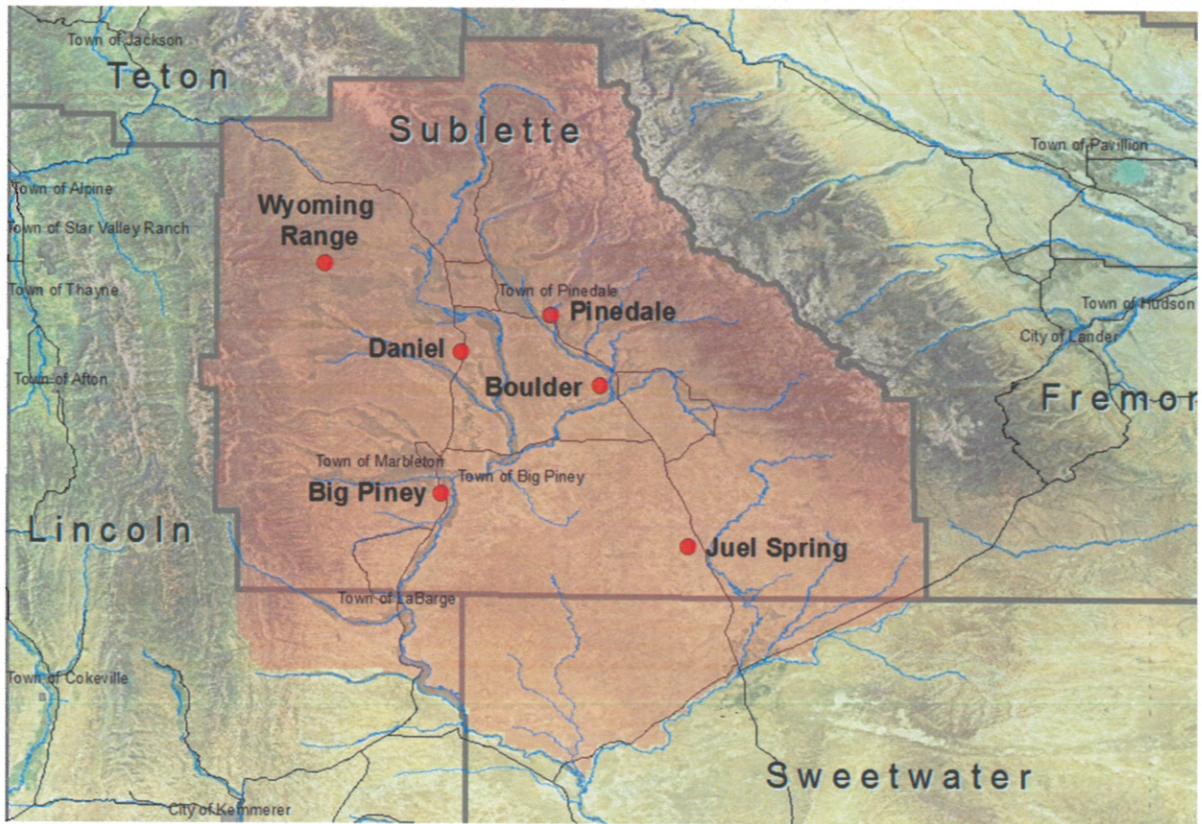 Town of Jackson
Teton
Sublette
Town of Pavillion
Town of Alpine
Wyoming
Range
Town of Star Valley Ranch
Town of Thayne
Town of Pinedale
Pinedale
Town of Hudson
City of Lander
Daniel
Town of Afton
Boulder
Fremon
Town of Marbleton
Town of Big Piney
Big Piney
Lincoln
Juel Spring
Town of LaBarge
Town of Cokeville
Sweetwater
City of Kemmerer